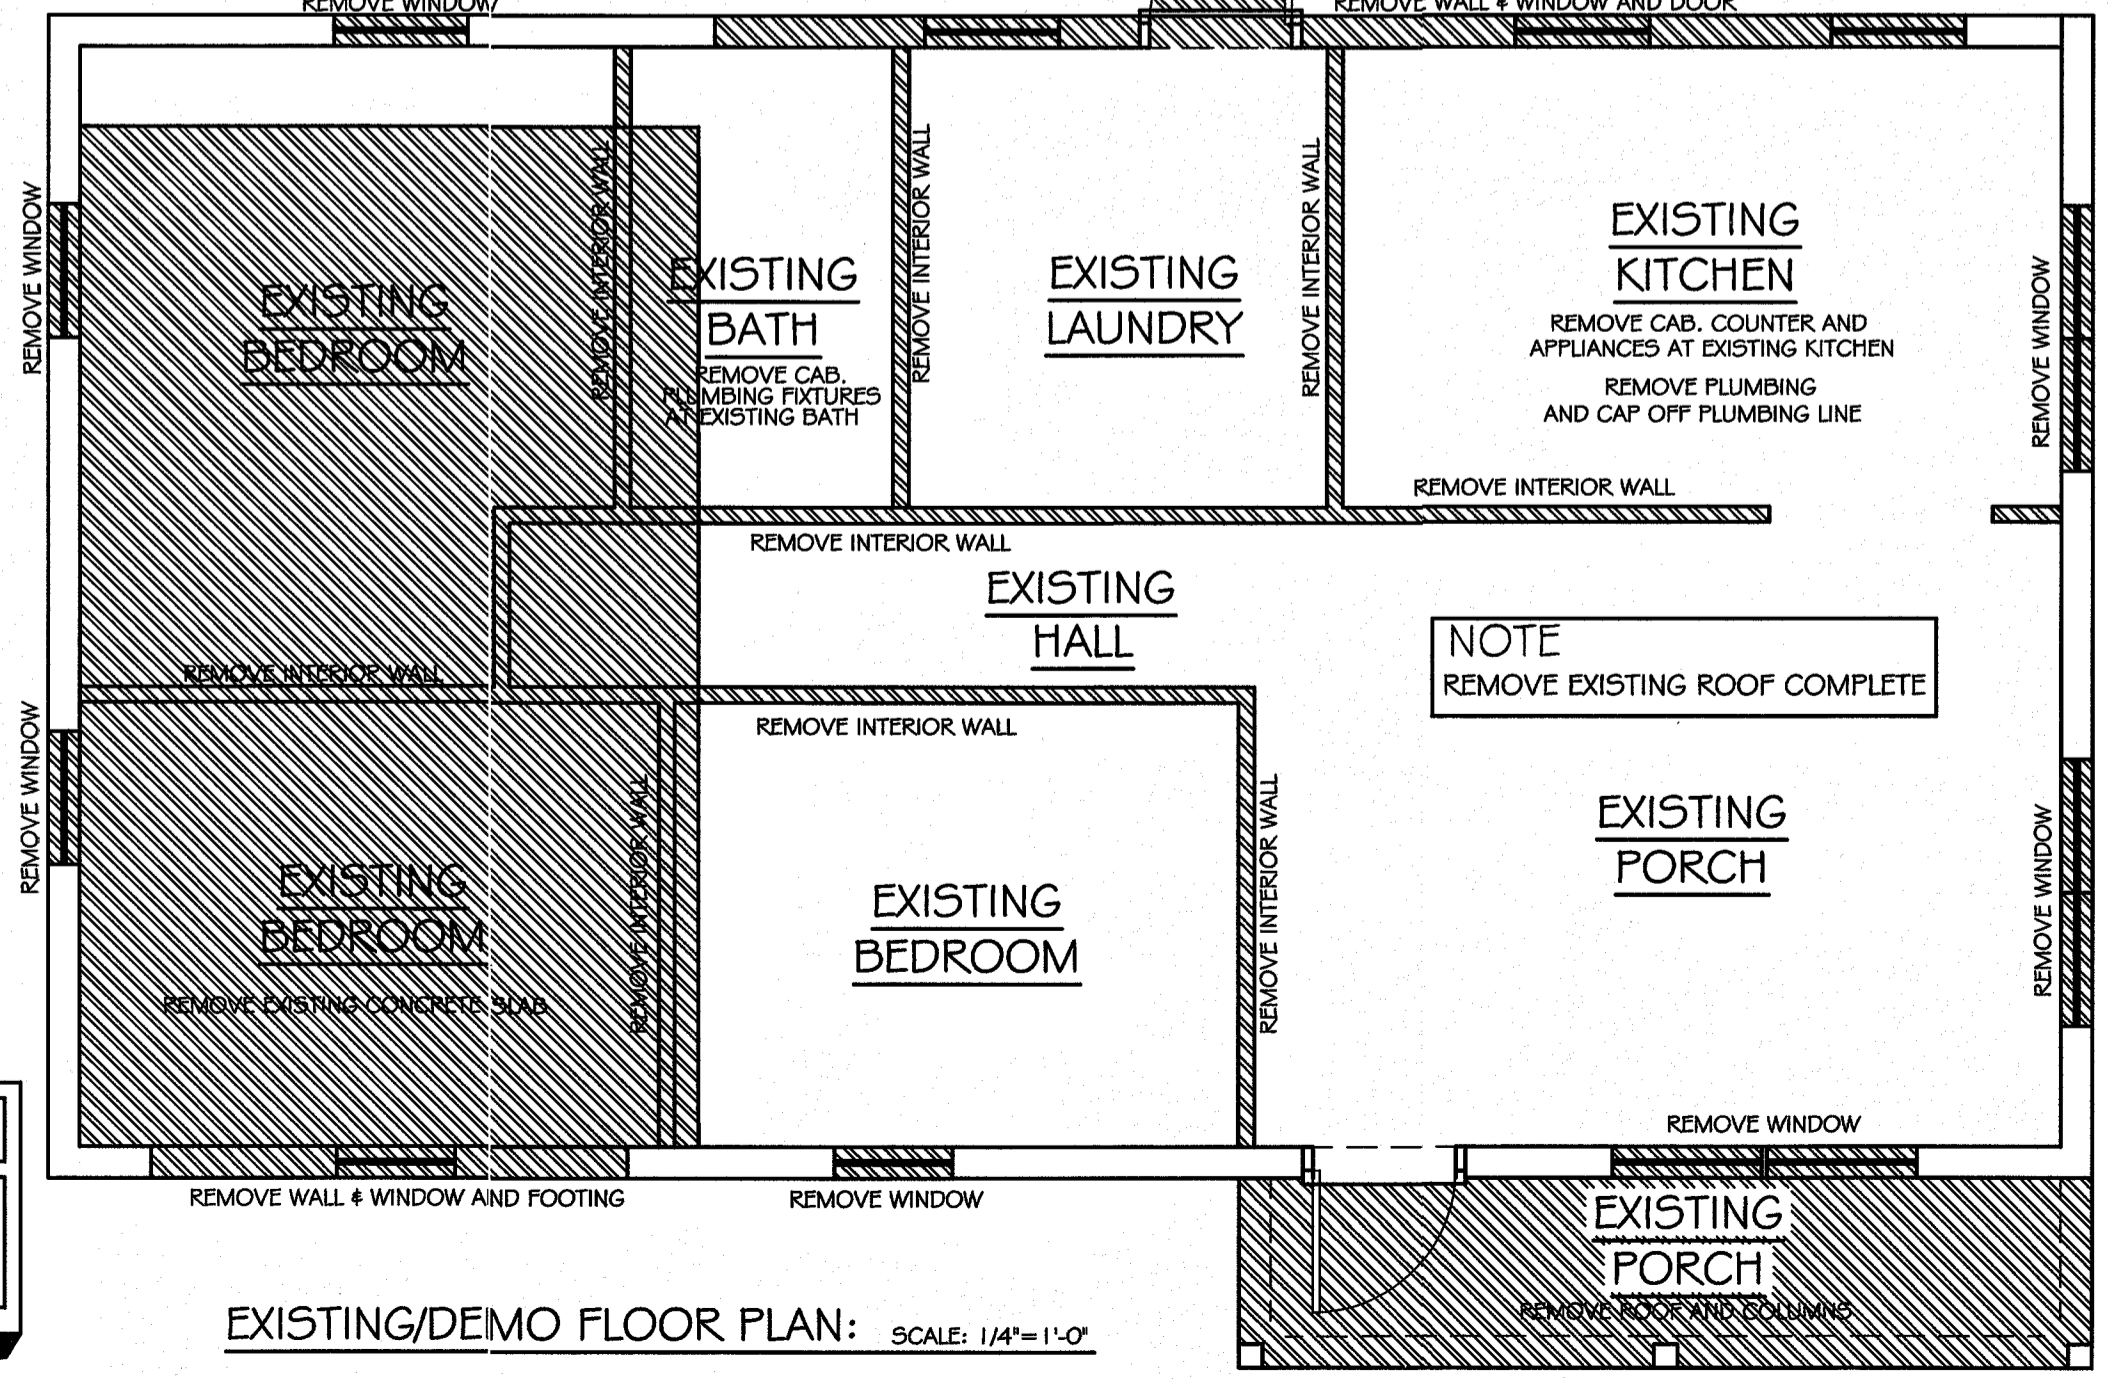 REMOVE WINDOW
REMOVE WALL & WINDOW AND DOOR
REMOVE WINDOW
EXISTING
BEDROOM
REMOVE INTERIOR WALL
EXISTING
BATH
REMOVE CAB.
PLUMBING FIXTURES
AT EXISTING BATH
REMOVE INTERIOR WALL
EXISTING
LAUNDRY
REMOVE INTERIOR WALL
EXISTING
KITCHEN
REMOVE CAB. COUNTER AND
APPLIANCES AT EXISTING KITCHEN
REMOVE PLUMBING
AND CAP OFF PLUMBING LINE
REMOVE WINDOW
REMOVE INTERIOR WALL
REMOVE INTERIOR WALL
EXISTING
HALL
NOTE
REMOVE EXISTING ROOF COMPLETE
REMOVE INTERIOR WALL
REMOVE INTERIOR WALL
REMOVE WINDOW
EXISTING
BEDROOM
REMOVE EXISTING CONCRETE SLAB
REMOVE INTERIOR WALL
EXISTING
BEDROOM
REMOVE INTERIOR WALL
EXISTING
PORCH
REMOVE WINDOW
REMOVE WINDOW
REMOVE WALL & WINDOW AND FOOTING
REMOVE WINDOW
EXISTING
PORCH
REMOVE ROOF AND COLUMNS
EXISTING/DEMO FLOOR PLAN: SCALE: 1/4"=1'-0"